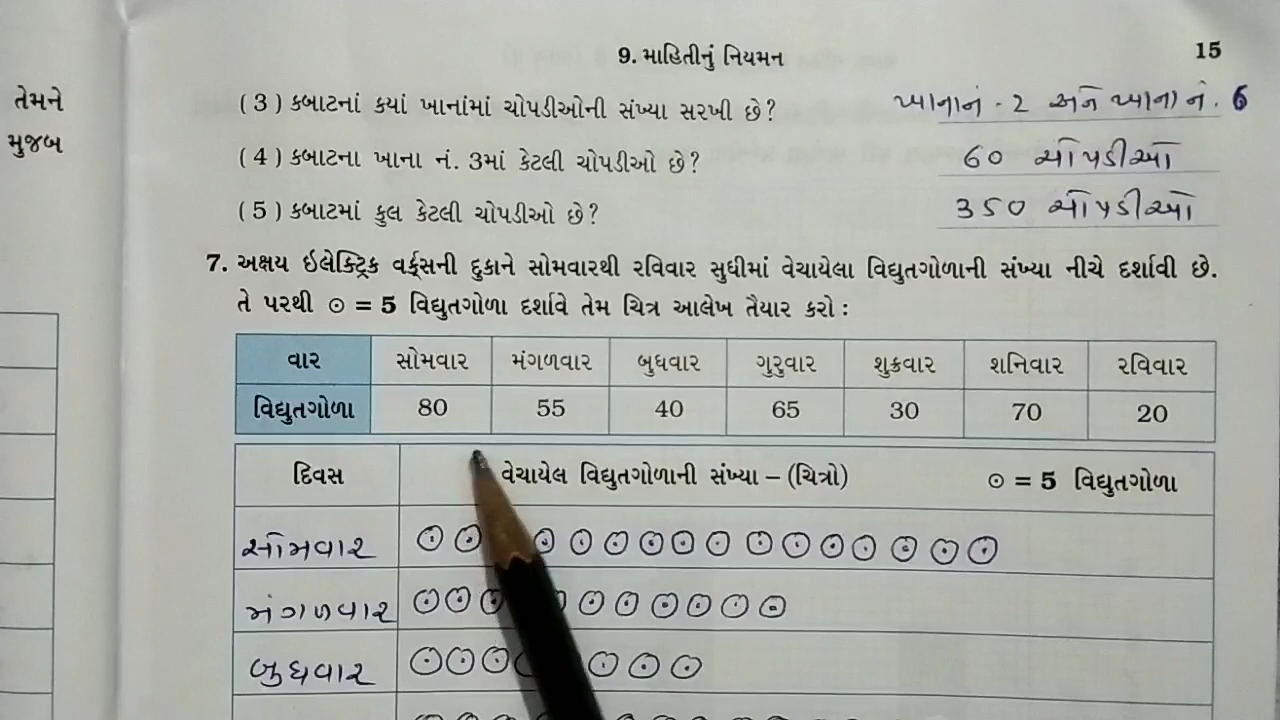 9. માહિતીનું નિયમન 15
તેમને
મુજબ
(3) કબાટનાં કયાં ખાનાંમાં ચોપડીઓની સંખ્યા સરખી છે? ખાનાનં - 2 અને ખાના નં. 6
(4) કબાટના ખાના નં. 3માં કેટલી ચોપડીઓ છે? 60 ચોપડીઓ
(5) કબાટમાં કુલ કેટલી ચોપડીઓ છે? 350 ચોપડીઓ
7. અક્ષય ઇલેક્ટ્રિક વર્ક્સની દુકાને સોમવારથી રવિવાર સુધીમાં વેચાયેલા વિદ્યુતગોળાની સંખ્યા નીચે દર્શાવી છે.
તે પરથી ⊙ = 5 વિદ્યુતગોળા દર્શાવે તેમ ચિત્ર આલેખ તૈયાર કરો :
વાર સોમવાર મંગળવાર બુધવાર ગુરુવાર શુક્રવાર શનિવાર રવિવાર
વિદ્યુતગોળા 80 55 40 65 30 70 20
દિવસ વેચાયેલ વિદ્યુતગોળાની સંખ્યા – (ચિત્રો) ⊙ = 5 વિદ્યુતગોળા
સોમવાર
મંગળવાર
બુધવાર